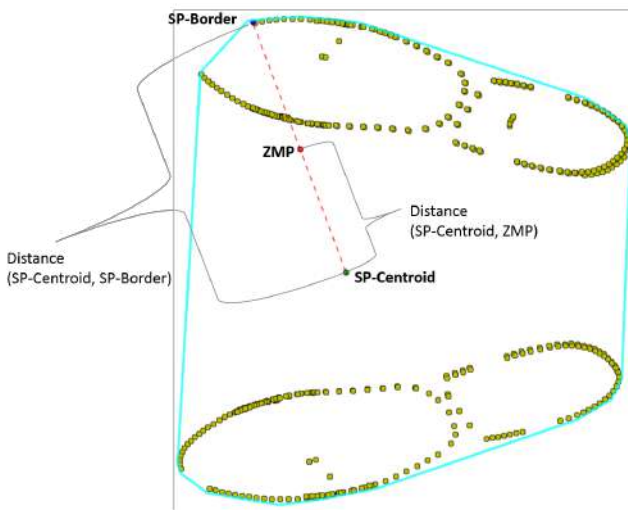 SP-Border
ZMP
Distance
(SP-Centroid, ZMP)
Distance
(SP-Centroid, SP-Border)
SP-Centroid